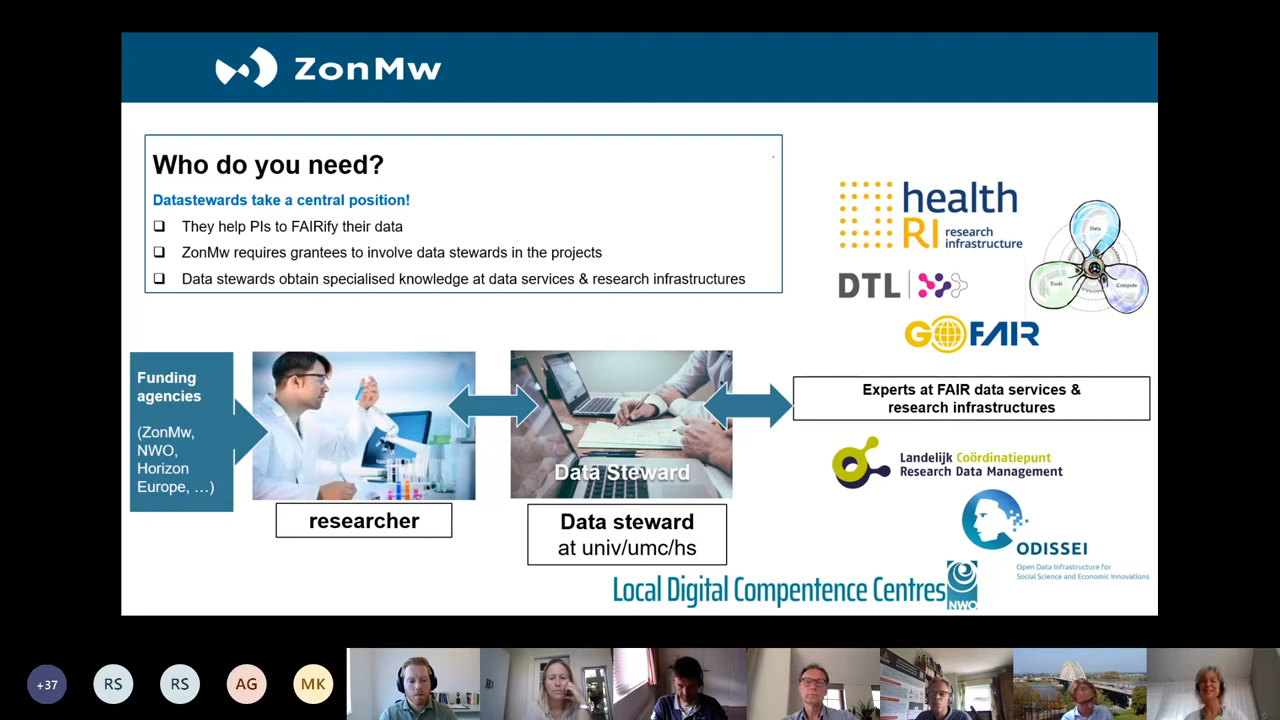 ZonMw
Who do you need?
Datastewards take a central position!
❑ They help PIs to FAIRify their data
❑ ZonMw requires grantees to involve data stewards in the projects
❑ Data stewards obtain specialised knowledge at data services & research infrastructures
health
RI research
infrastructure
Data
Tools
Compute
DTL
GO FAIR
Funding
agencies
(ZonMw,
NWO,
Horizon
Europe, …)
Data Steward
researcher
Data steward
at univ/umc/hs
Experts at FAIR data services &
research infrastructures
Landelijk Coördinatiepunt
Research Data Management
ODISSEI
Open Data Infrastructure for
Social Science and Economic Innovations
Local Digital Compentence Centres
NWO
+37
RS
RS
AG
MK